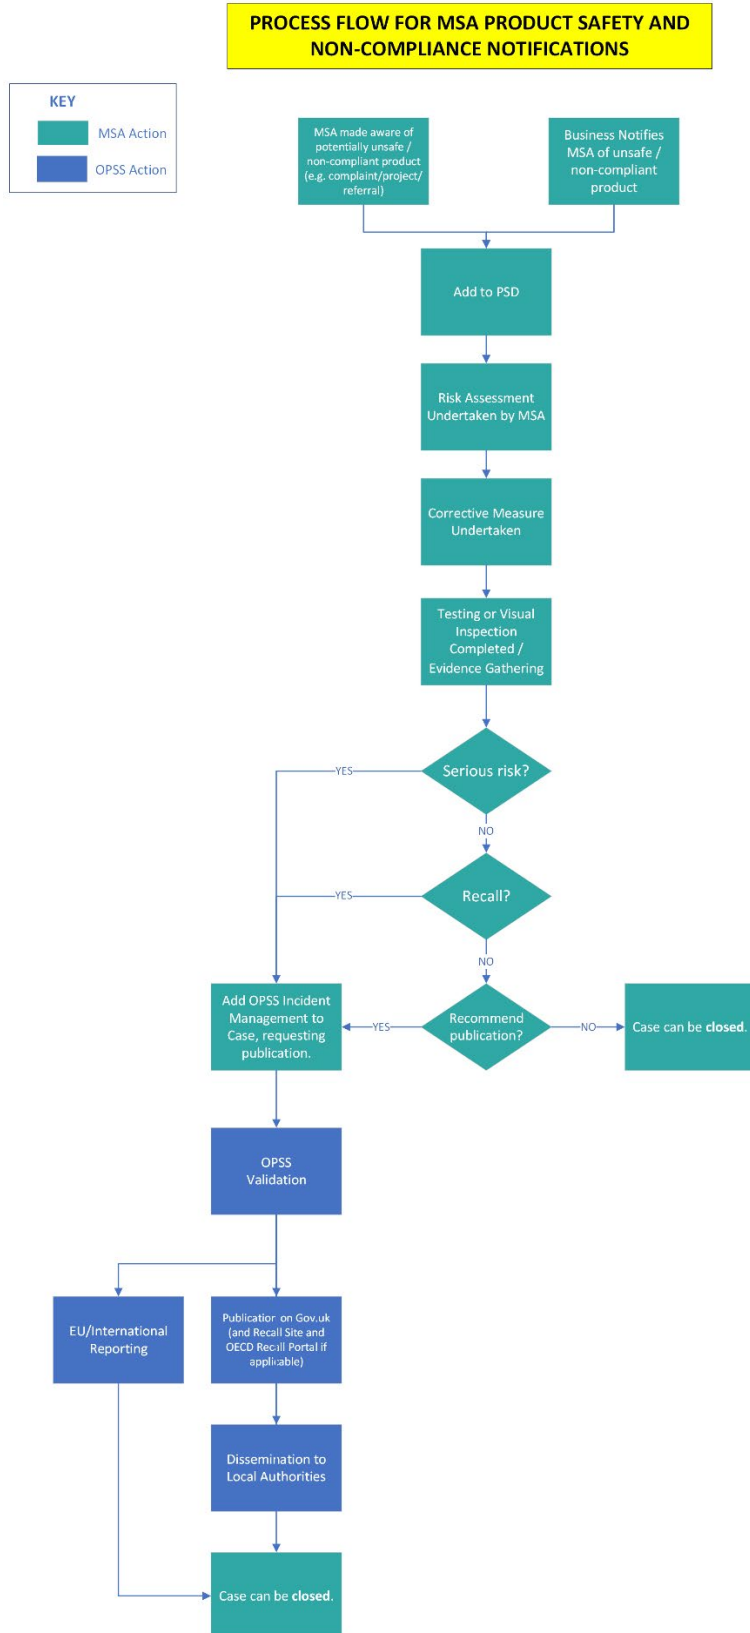 PROCESS FLOW FOR MSA PRODUCT SAFETY AND
NON-COMPLIANCE NOTIFICATIONS
KEY
MSA Action
OPSS Action
MSA made aware of
potentially unsafe /
non-compliant product
(e.g. complaint/project/
referral)
Business Notifies
MSA of unsafe /
non-compliant
product
Add to PSD
Risk Assessment
Undertaken by MSA
Corrective Measure
Undertaken
Testing or Visual
Inspection
Completed /
Evidence Gathering
Serious risk?
YES
NO
Recall?
YES
NO
Add OPSS Incident
Management to
Case, requesting
publication.
YES
Recommend
publication?
NO
Case can be closed.
OPSS
Validation
EU/International
Reporting
Publication on Gov.uk
(and Recall Site and
OECD Recall Portal if
applicable)
Dissemination to
Local Authorities
Case can be closed.